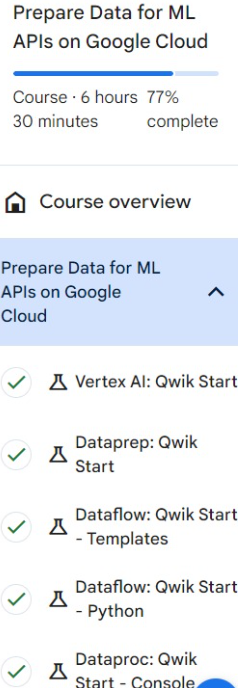 Prepare Data for ML
APIs on Google Cloud
Course · 6 hours 77%
30 minutes complete
Course overview
Prepare Data for ML
APIs on Google
Cloud
Vertex AI: Qwik Start
Dataprep: Qwik
Start
Dataflow: Qwik Start
- Templates
Dataflow: Qwik Start
- Python
Dataproc: Qwik
Start - Console